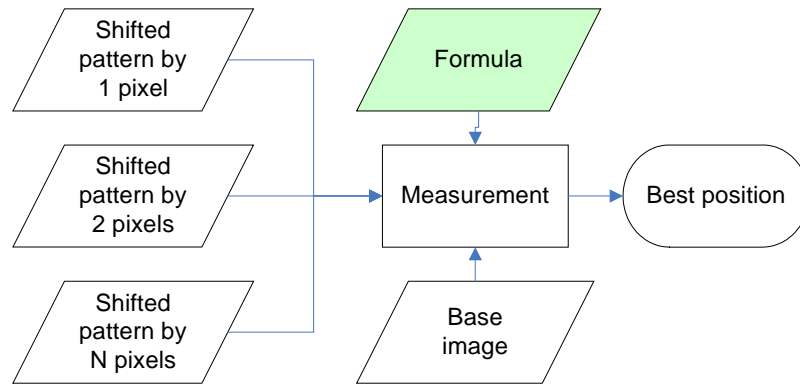 Shifted
pattern by
1 pixel
Formula
Shifted
pattern by
2 pixels
Measurement
Best position
Shifted
pattern by
N pixels
Base
image